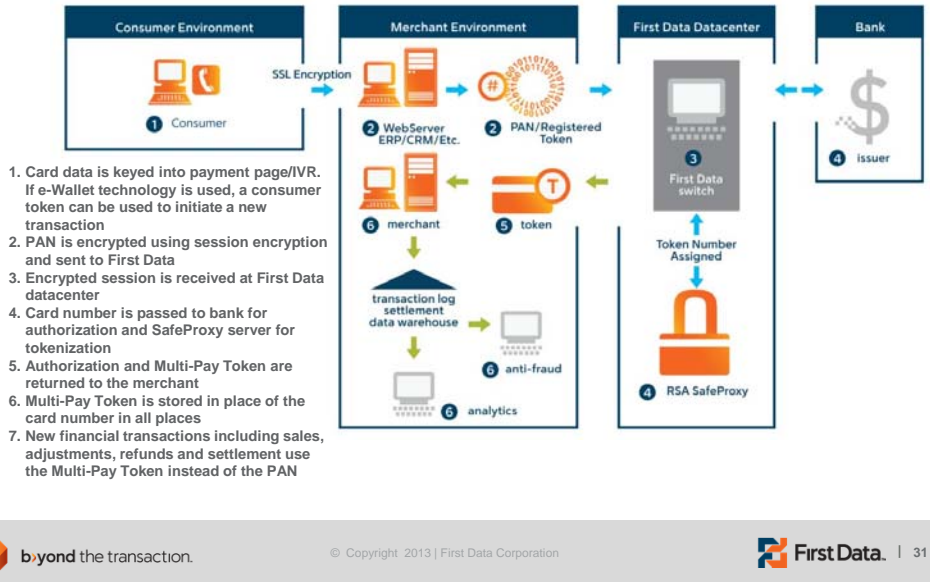 Consumer Environment
Merchant Environment
First Data Datacenter
Bank
SSL Encryption
1 Consumer
2 WebServer
ERP/CRM/Etc.
#
1011011001
2 PAN/Registered
Token
3
First Data
switch
$
4 issuer
6 merchant
T
5 token
Token Number
Assigned
transaction log
settlement
data warehouse
6 anti-fraud
6 analytics
4 RSA SafeProxy
1. Card data is keyed into payment page/IVR.
If e-Wallet technology is used, a consumer
token can be used to initiate a new
transaction
2. PAN is encrypted using session encryption
and sent to First Data
3. Encrypted session is received at First Data
datacenter
4. Card number is passed to bank for
authorization and SafeProxy server for
tokenization
5. Authorization and Multi-Pay Token are
returned to the merchant
6. Multi-Pay Token is stored in place of the
card number in all places
7. New financial transactions including sales,
adjustments, refunds and settlement use
the Multi-Pay Token instead of the PAN
beyond the transaction.
© Copyright 2013 | First Data Corporation
First Data. | 31